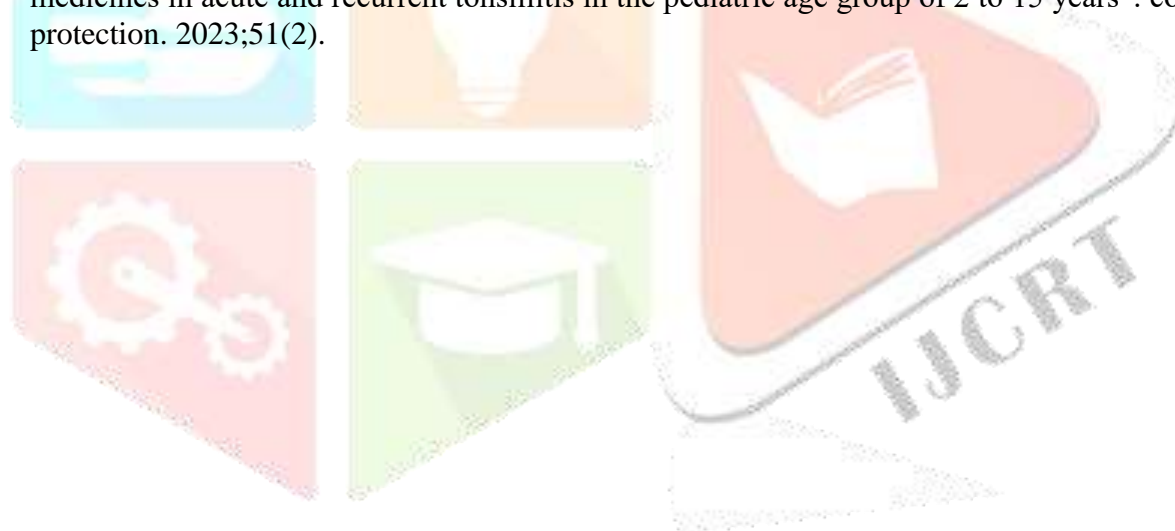 medicines in acute and recurrent tonsillitis in the pediatric age group of 2 to 15 years". co
protection. 2023;51(2).
IJCRT